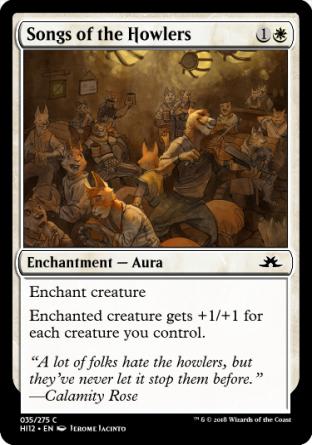 Songs of the Howlers 1
Enchantment — Aura
Enchant creature
Enchanted creature gets +1/+1 for
each creature you control.
“A lot of folks hate the howlers, but
they’ve never let it stop them before.”
—Calamity Rose
035/275 C
HI12 • EN Jerome Jacinto
™ & © 2018 Wizards of the Coast